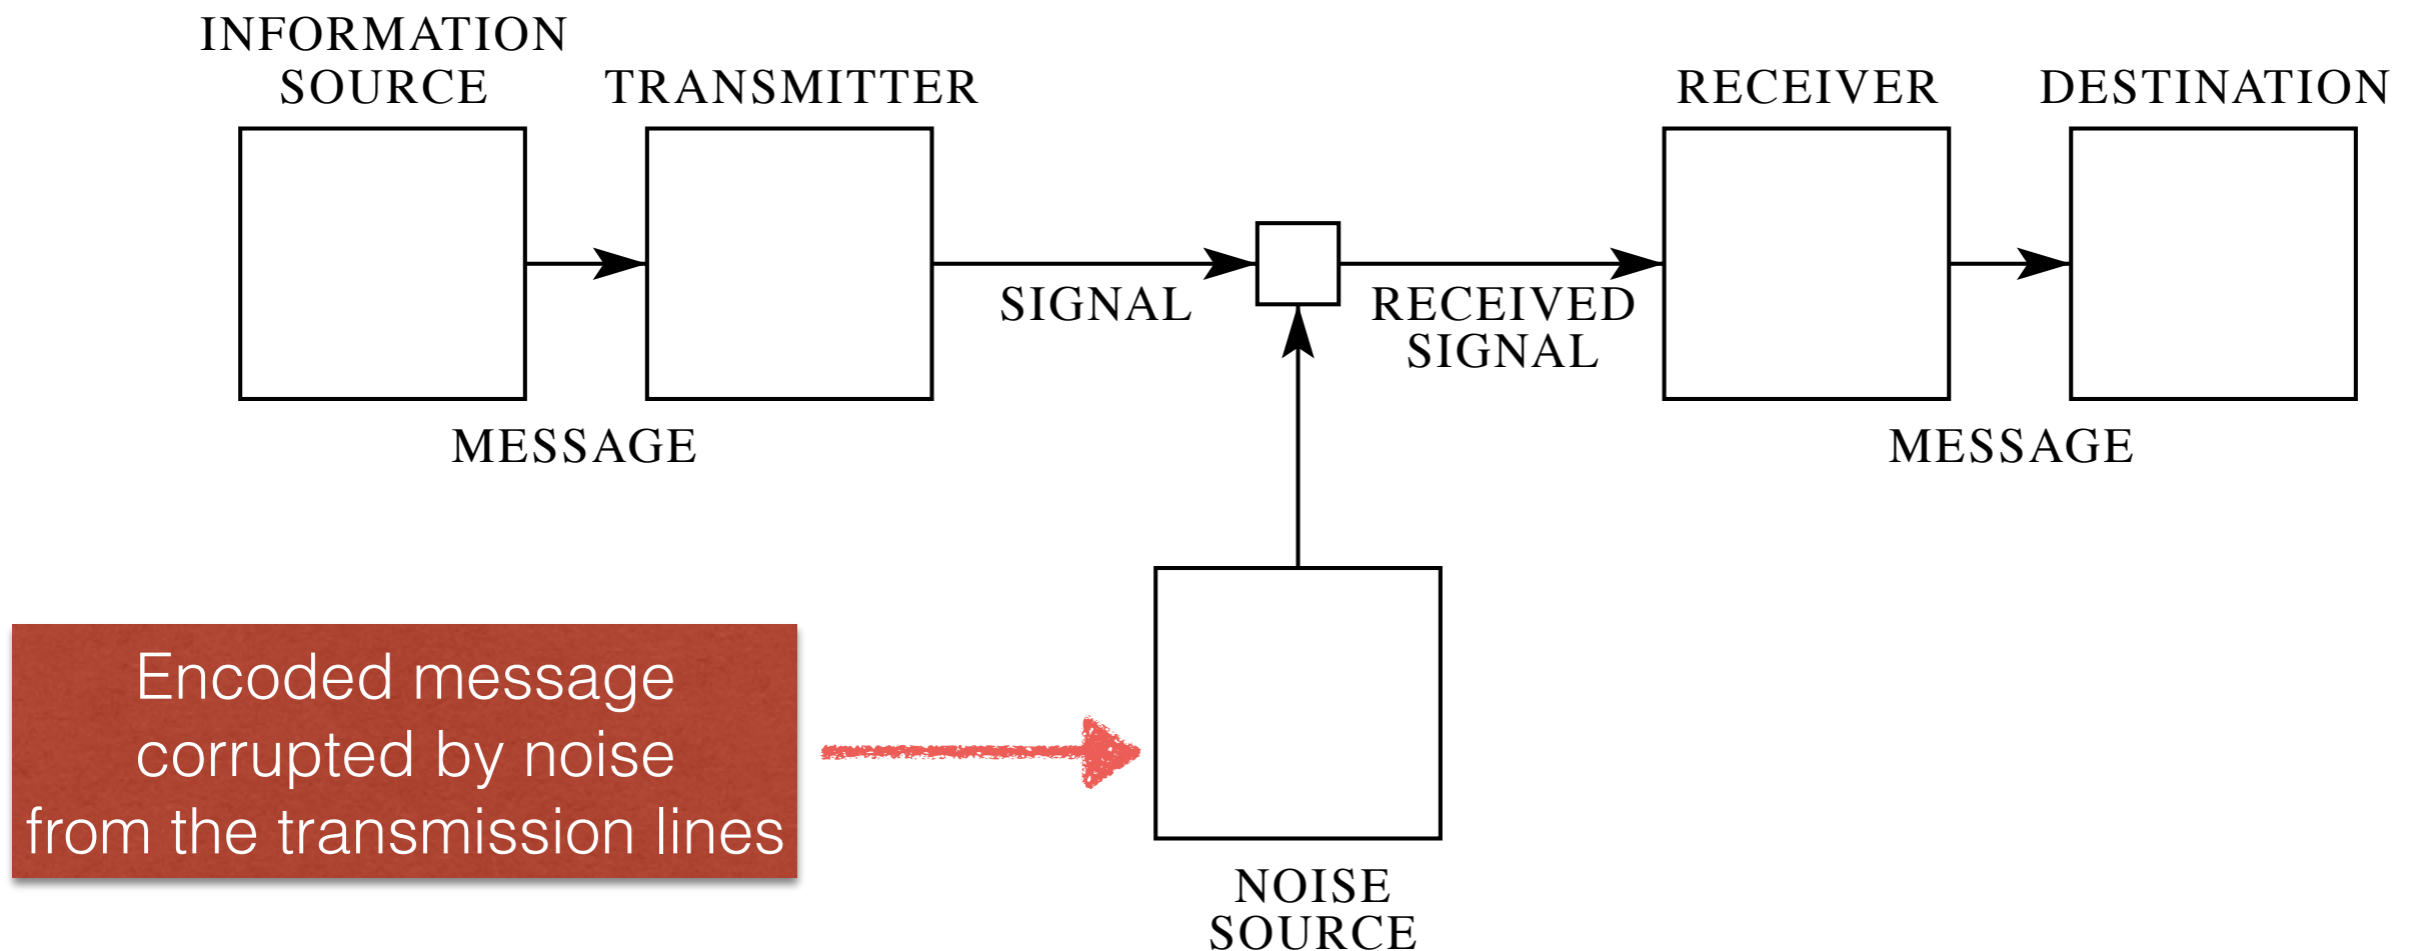 INFORMATION
SOURCE
TRANSMITTER
RECEIVER
DESTINATION
SIGNAL
RECEIVED
SIGNAL
MESSAGE
MESSAGE
Encoded message
corrupted by noise
from the transmission lines
NOISE
SOURCE